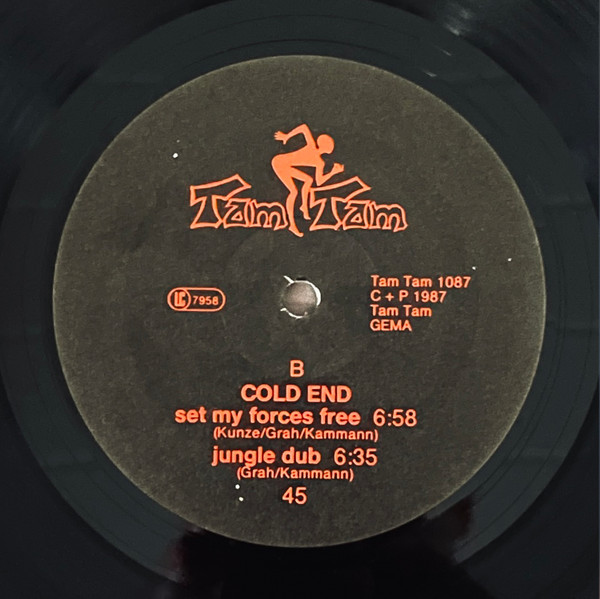 Tam Tam
LC 7958
Tam Tam 1087
C + P 1987
Tam Tam
GEMA
B
COLD END
set my forces free 6:58
(Kunze/Grah/Kammann)
jungle dub 6:35
(Grah/Kammann)
45